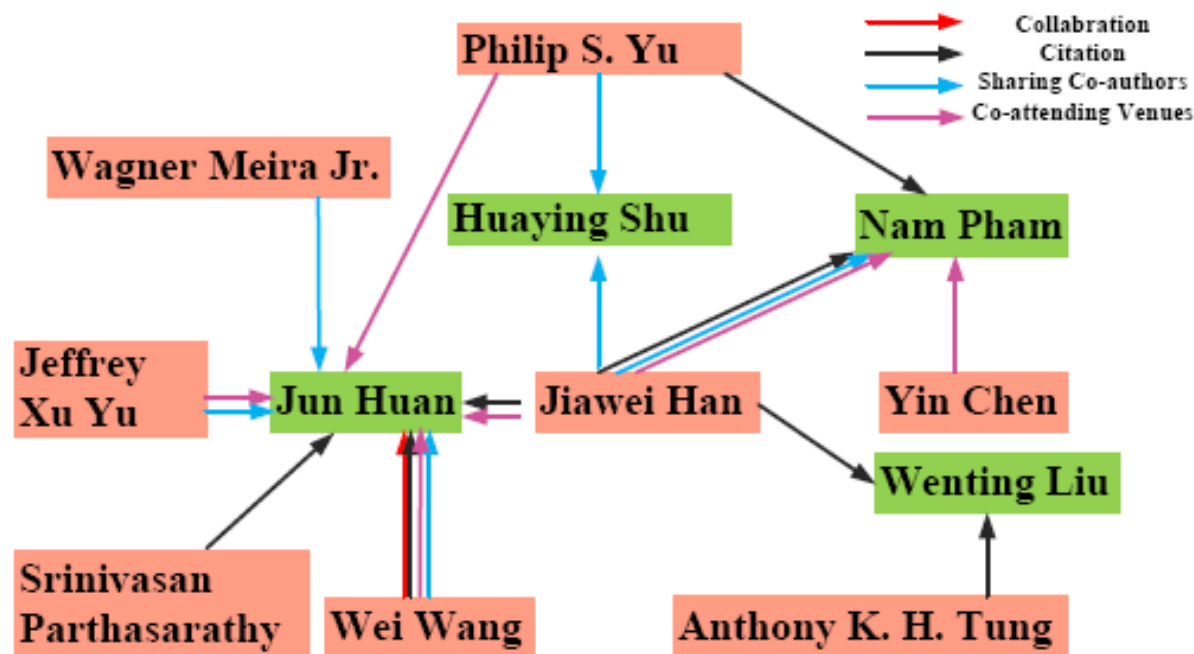 Collabration
Philip S. Yu
Citation
Sharing Co-authors
Co-attending Venues
Wagner Meira Jr.
Huaying Shu
Nam Pham
Jeffrey
Xu Yu
Jun Huan
Jiawei Han
Yin Chen
Wenting Liu
Srinivasan
Parthasarathy
Wei Wang
Anthony K. H. Tung